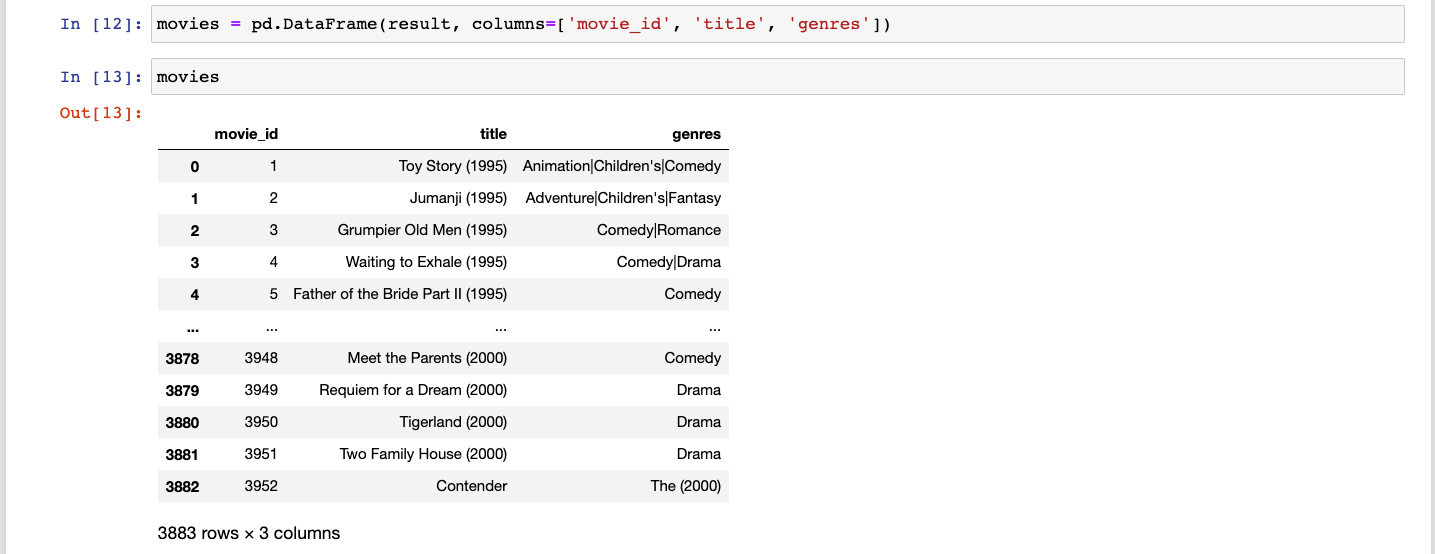 In [12]: movies = pd.DataFrame(result, columns=['movie_id', 'title', 'genres'])
In [13]: movies
Out[13]:
movie_id title genres
0 1 Toy Story (1995) Animation|Children's|Comedy
1 2 Jumanji (1995) Adventure|Children's|Fantasy
2 3 Grumpier Old Men (1995) Comedy|Romance
3 4 Waiting to Exhale (1995) Comedy|Drama
4 5 Father of the Bride Part II (1995) Comedy
... ... ... ...
3878 3948 Meet the Parents (2000) Comedy
3879 3949 Requiem for a Dream (2000) Drama
3880 3950 Tigerland (2000) Drama
3881 3951 Two Family House (2000) Drama
3882 3952 Contender The (2000)
3883 rows × 3 columns